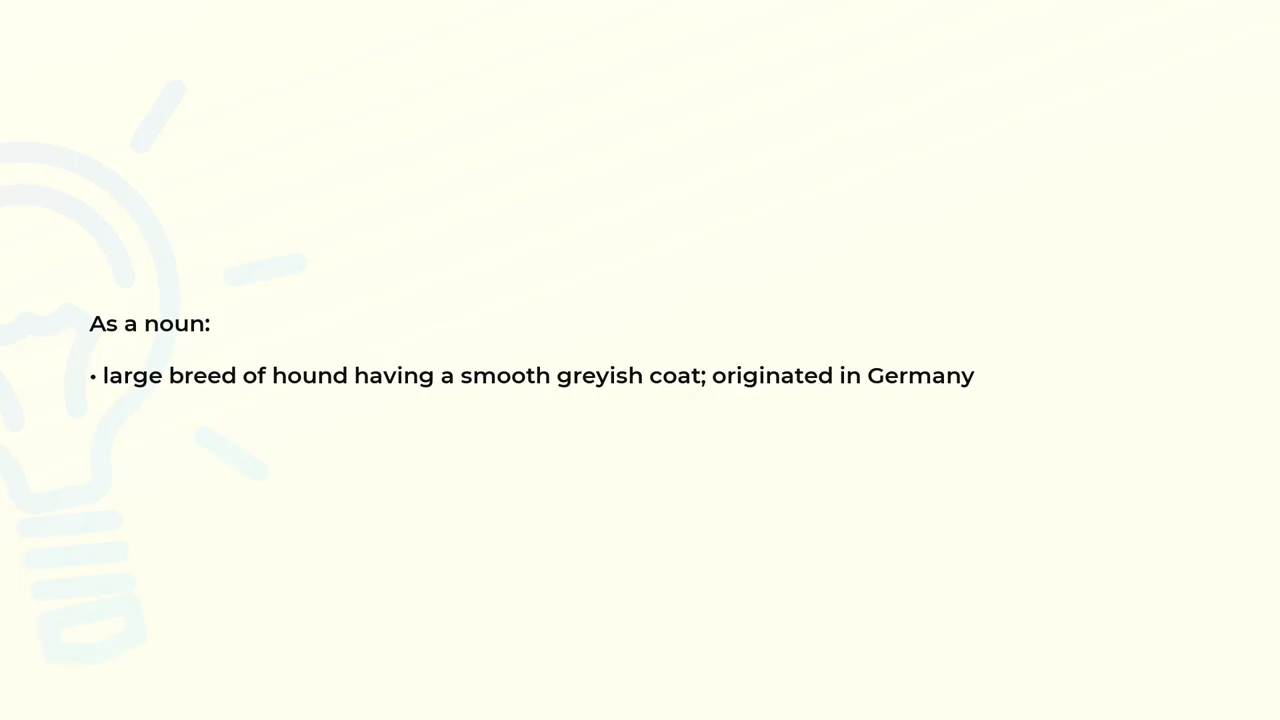 As a noun:
• large breed of hound having a smooth greyish coat; originated in Germany